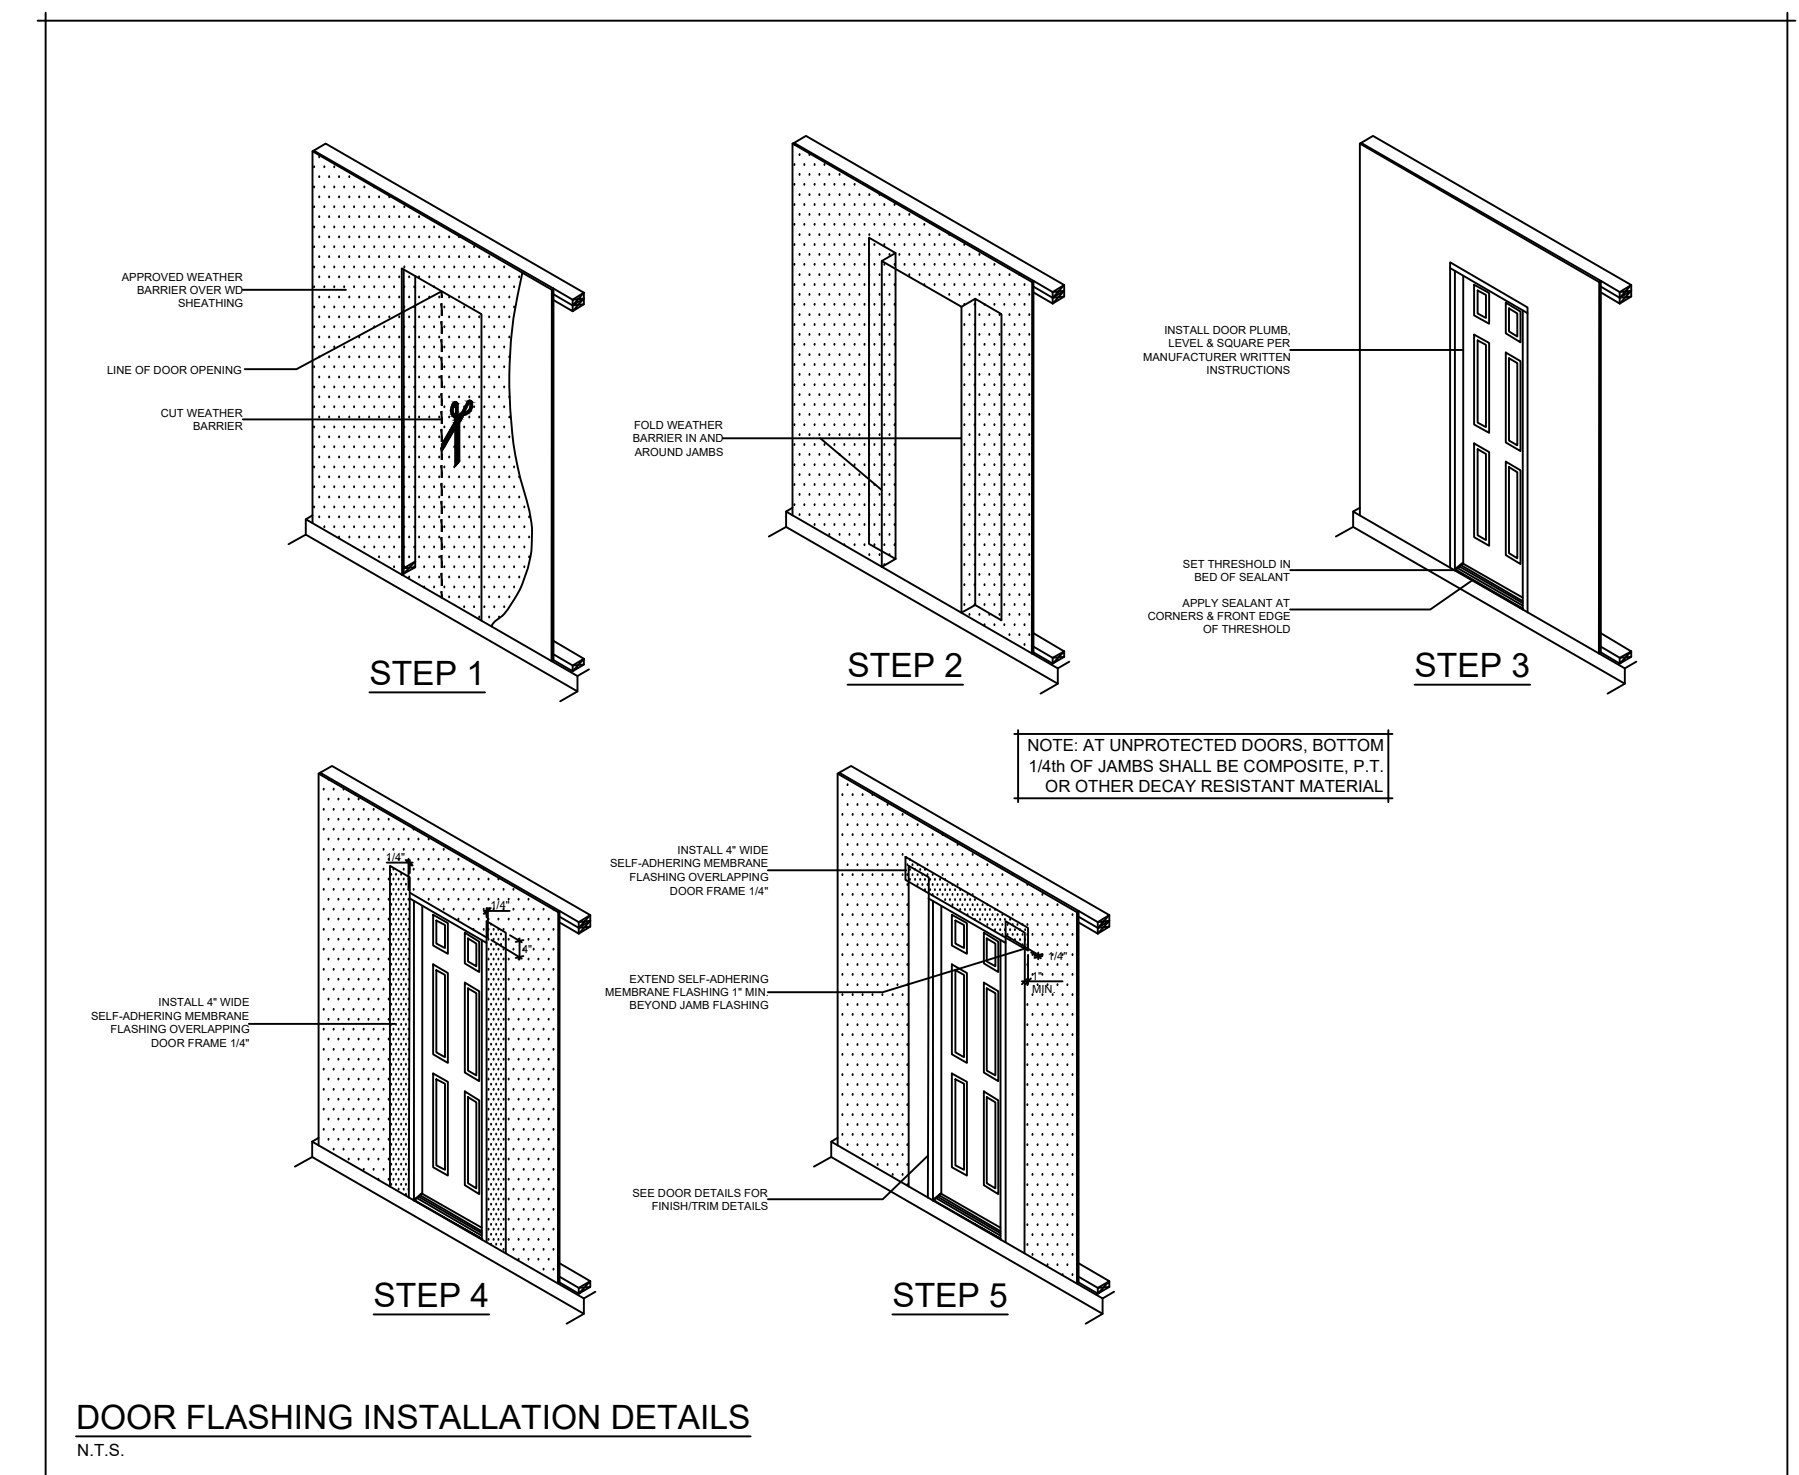 APPROVED WEATHER
BARRIER OVER WD
SHEATHING
LINE OF DOOR OPENING
CUT WEATHER
BARRIER
STEP 1
FOLD WEATHER
BARRIER IN AND
AROUND JAMBS
STEP 2
INSTALL DOOR PLUMB,
LEVEL & SQUARE PER
MANUFACTURER WRITTEN
INSTRUCTIONS
SET THRESHOLD IN
BED OF SEALANT
APPLY SEALANT AT
CORNERS & FRONT EDGE
OF THRESHOLD
STEP 3
NOTE: AT UNPROTECTED DOORS, BOTTOM
1/4th OF JAMBS SHALL BE COMPOSITE, P.T.
OR OTHER DECAY RESISTANT MATERIAL
1/4"
1/4"
4"
INSTALL 4" WIDE
SELF-ADHERING MEMBRANE
FLASHING OVERLAPPING
DOOR FRAME 1/4"
STEP 4
INSTALL 4" WIDE
SELF-ADHERING MEMBRANE
FLASHING OVERLAPPING
DOOR FRAME 1/4"
1/4"
1"
MIN.
EXTEND SELF-ADHERING
MEMBRANE FLASHING 1" MIN.
BEYOND JAMB FLASHING
SEE DOOR DETAILS FOR
FINISH/TRIM DETAILS
STEP 5
DOOR FLASHING INSTALLATION DETAILS
N.T.S.